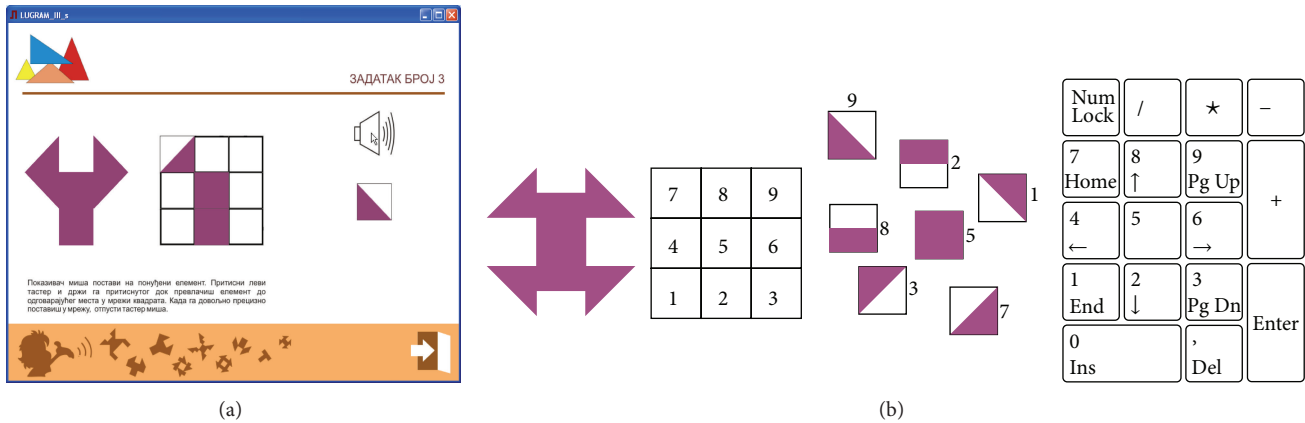 LUGRAM_III_s
ЗАДАТАК БРОЈ 3
Показивач миша постави на понуђени елемент. Притисни леви
тастер и држи га притиснутог док превлачиш елемент до
одговарајућег места у мрежи квадрата. Када га довољно прецизно
поставиш у мрежу, отпусти тастер миша.
(a)
7 8 9
4 5 6
1 2 3
9
2
1
8
5
3
7
Num Lock
/
★
–
7 Home
8 ↑
9 Pg Up
+
4 ←
5
6 →
1 End
2 ↓
3 Pg Dn
Enter
0 Ins
, Del
(b)